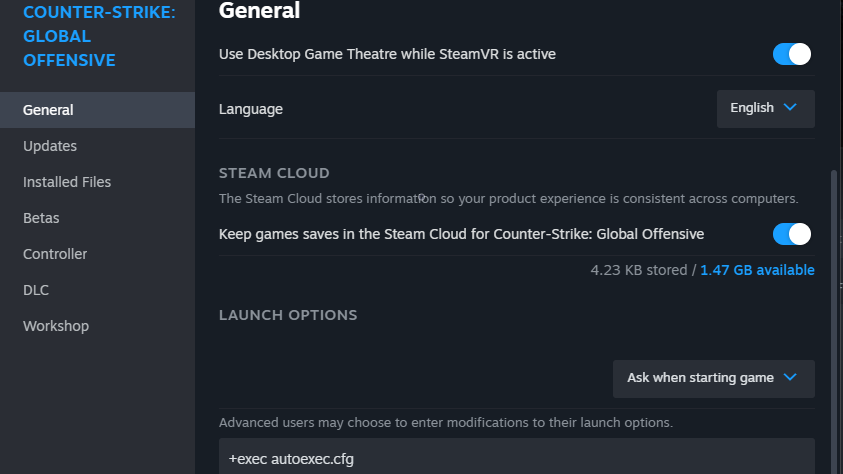 COUNTER-STRIKE:
GLOBAL
OFFENSIVE
General
Updates
Installed Files
Betas
Controller
DLC
Workshop
General
Use Desktop Game Theatre while SteamVR is active
Language
English
STEAM CLOUD
The Steam Cloud stores information so your product experience is consistent across computers.
Keep games saves in the Steam Cloud for Counter-Strike: Global Offensive
4.23 KB stored / 1.47 GB available
LAUNCH OPTIONS
Ask when starting game
Advanced users may choose to enter modifications to their launch options.
+exec autoexec.cfg